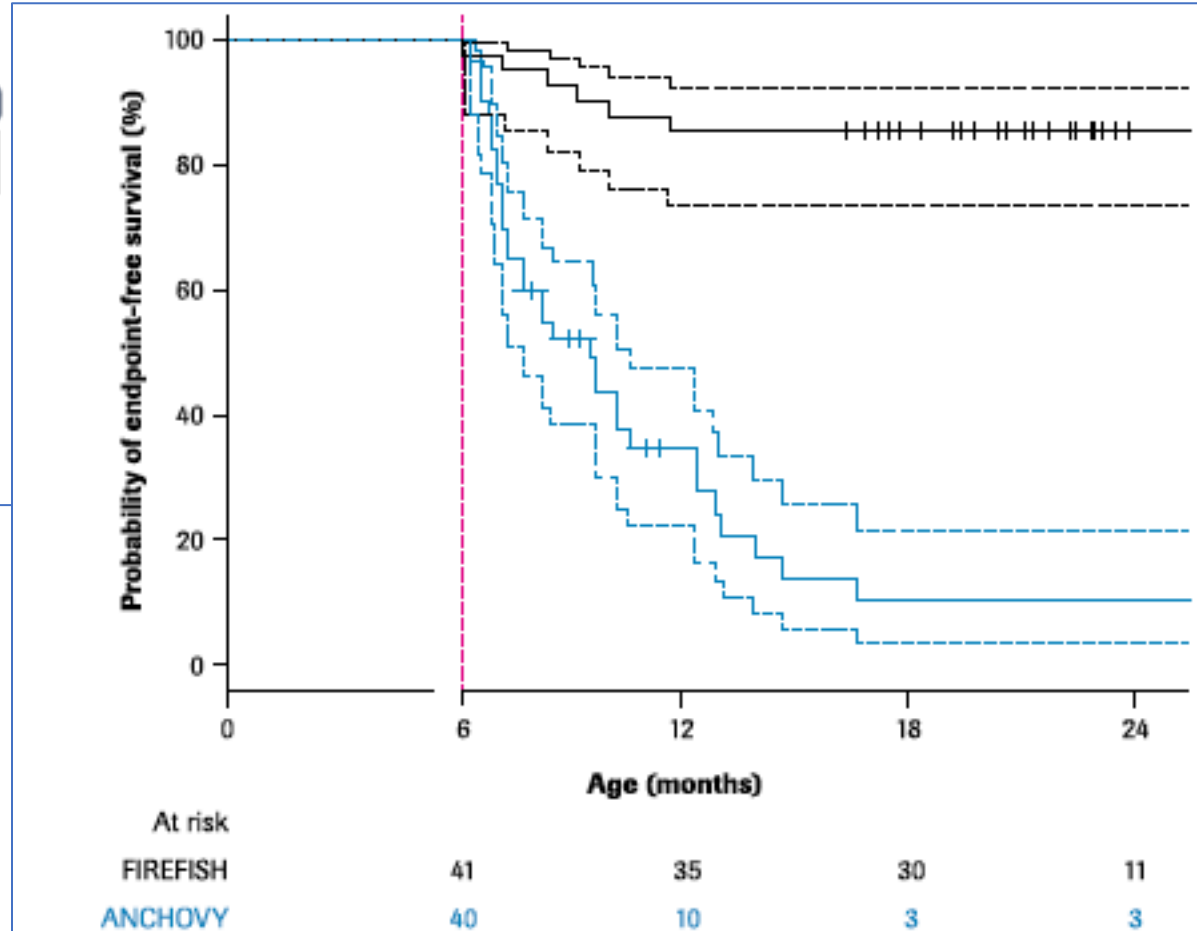 Probability of endpoint-free survival (%)
100
80
60
40
20
0
0 6 12 18 24
Age (months)
At risk
FIREFISH 41 35 30 11
ANCHOVY 40 10 3 3